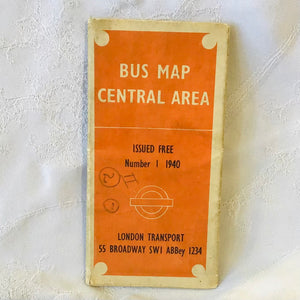 BUS MAP
CENTRAL AREA
ISSUED FREE
Number 1 1940
LONDON TRANSPORT
55 BROADWAY SW1 ABBey 1234